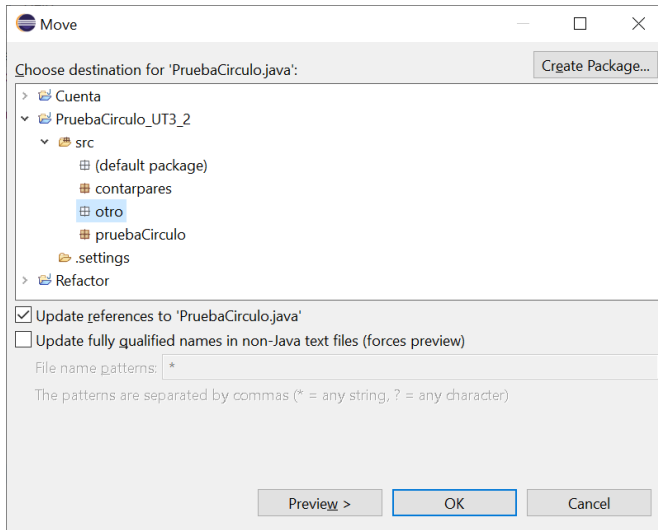 Move
Choose destination for 'PruebaCirculo.java':
Create Package...
Cuenta
PruebaCirculo_UT3_2
src
(default package)
contarpares
otro
pruebaCirculo
.settings
Refactor
Update references to 'PruebaCirculo.java'
Update fully qualified names in non-Java text files (forces preview)
File name patterns: *
The patterns are separated by commas (* = any string, ? = any character)
Preview >
OK
Cancel